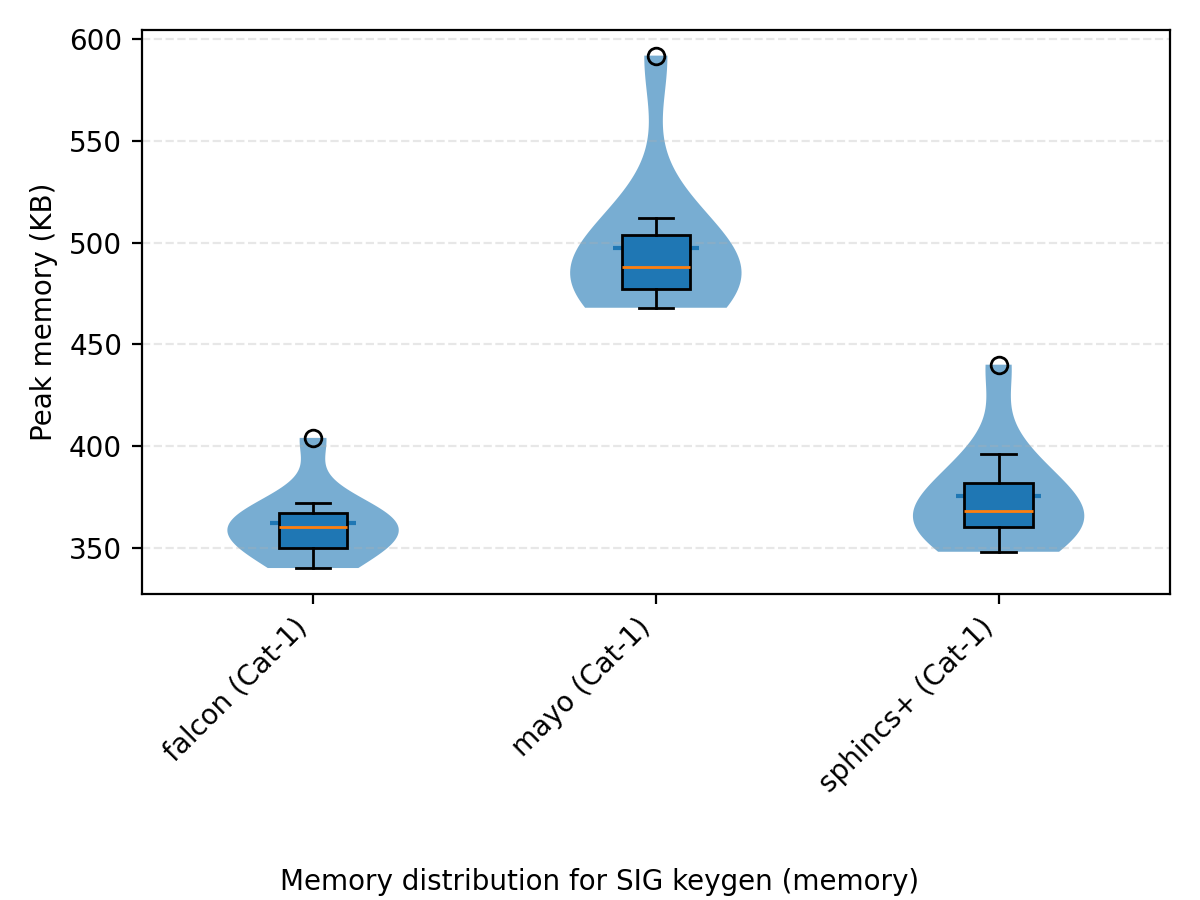 600
550
500
450
400
350
Peak memory (KB)
falcon (Cat-1)
mayo (Cat-1)
sphincs+ (Cat-1)
Memory distribution for SIG keygen (memory)